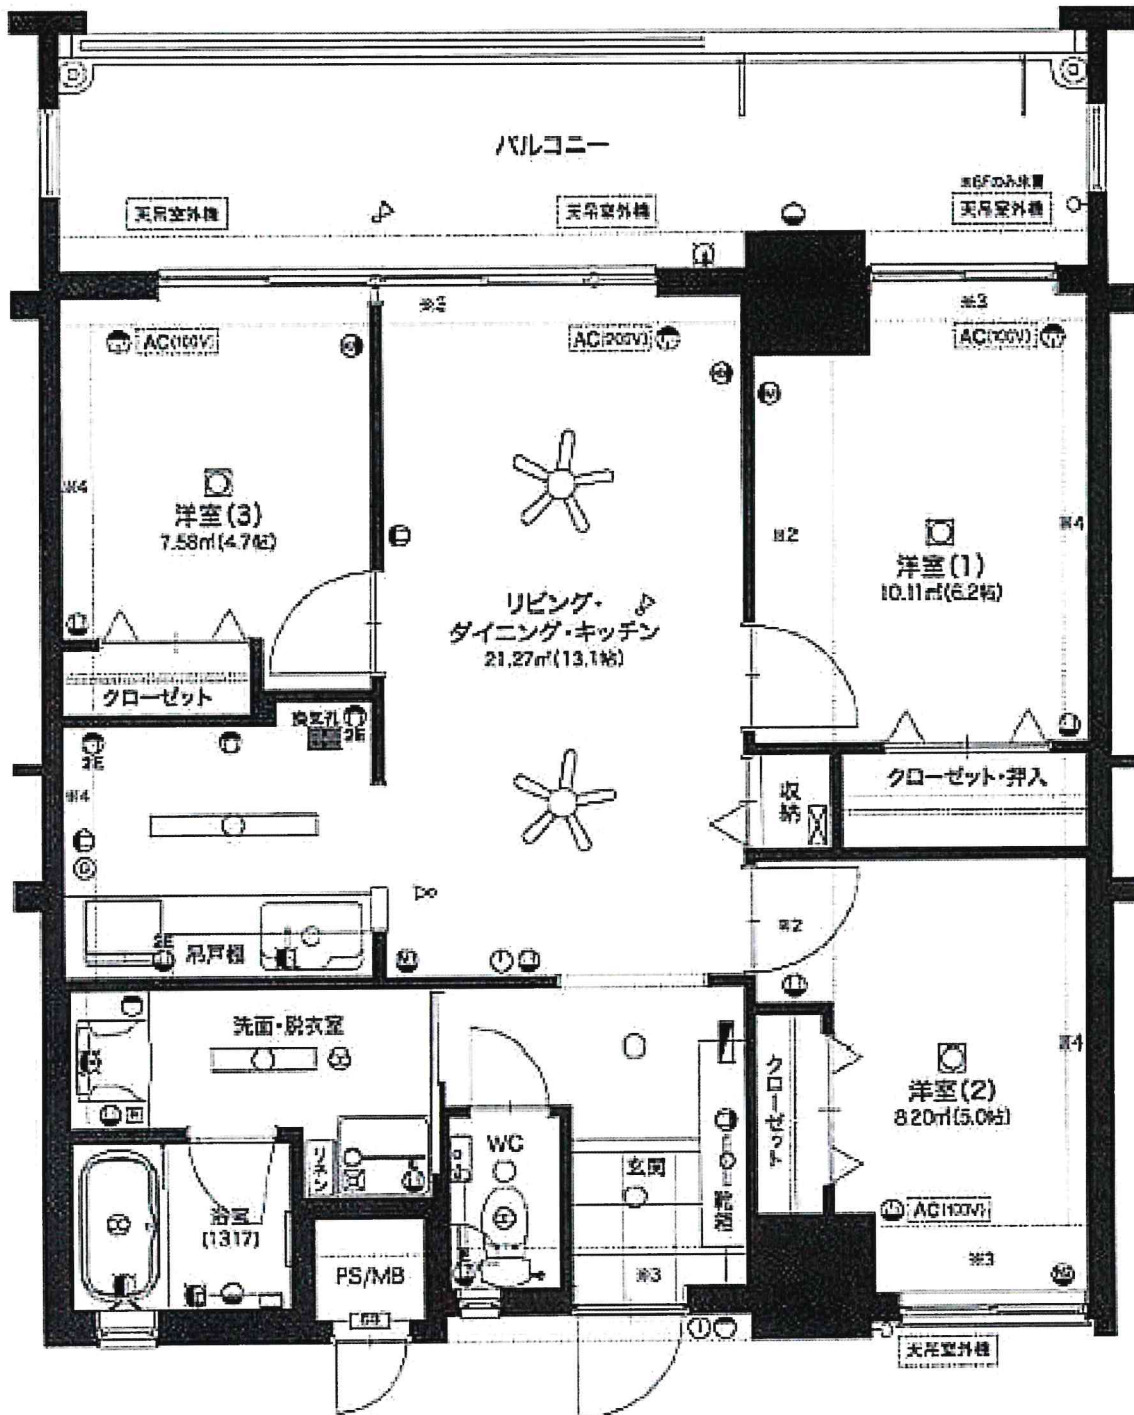 バルコニー
※6Fのみ設置
天吊室外機
天吊室外機
天吊室外機
※3
※3
AC(100V)
AC(200V)
AC(100V)
※4
洋室(3)
7.58㎡(4.7帖)
※2
※4
洋室(1)
10.11㎡(6.2帖)
リビング・
ダイニング・キッチン
21.27㎡(13.1帖)
クローゼット
換気孔
2E
2E
※4
収納
クローゼット・押入
G
2E
吊戸棚
※2
洗面・脱衣室
クローゼット
※4
洋室(2)
8.20㎡(5.0帖)
WC
リネン
玄関
浴室
(1317)
PS/MB
※3
AC(100V)
※3
天吊室外機